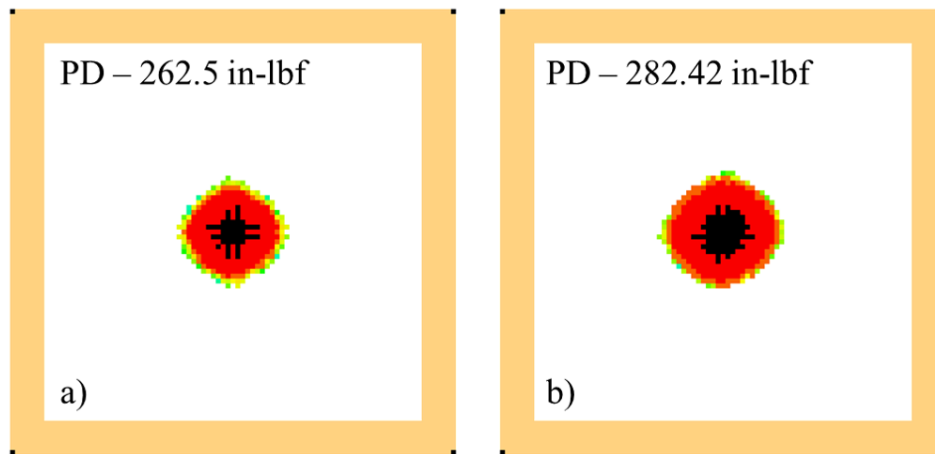 PD – 262.5 in-lbf
a)
PD – 282.42 in-lbf
b)